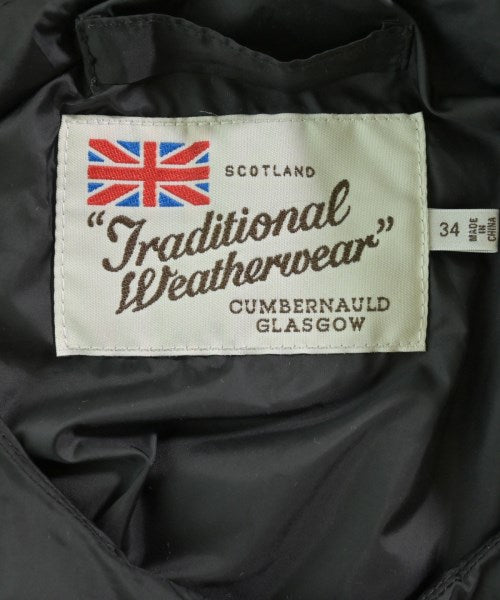 SCOTLAND
"Traditional
Weatherwear"
CUMBERNAULD
GLASGOW
34
MADE
IN
CHINA